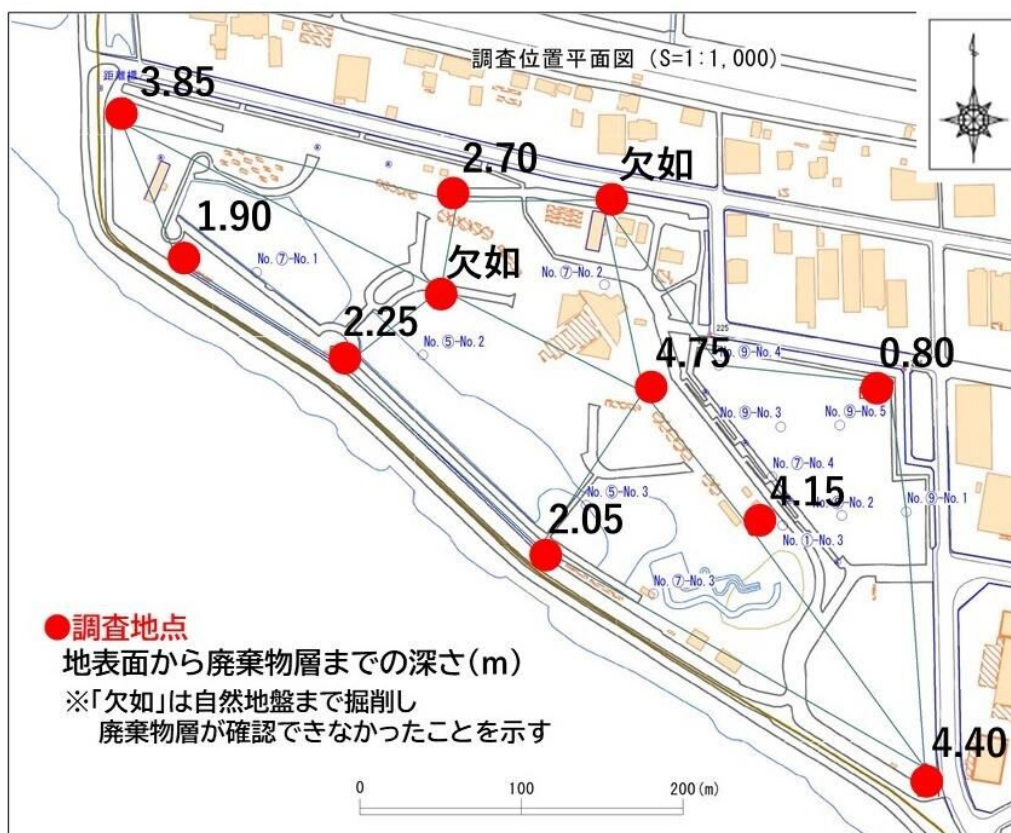 調査位置平面図 (S=1:1,000)
3.85
2.70
欠如
1.90
No.⑦-No.1
欠如
No.⑦-No.2
2.25
No.⑤-No.2
225
No.⑨-No.4
4.75
0.80
No.⑨-No.3
No.⑨-No.5
No.⑦-No.4
4.15
No.⑨-No.1
No.⑤-No.3
2.05
No.①-No.3
No.⑦-No.3
●調査地点
地表面から廃棄物層までの深さ(m)
※「欠如」は自然地盤まで掘削し
廃棄物層が確認できなかったことを示す
4.40
0 100 200(m)